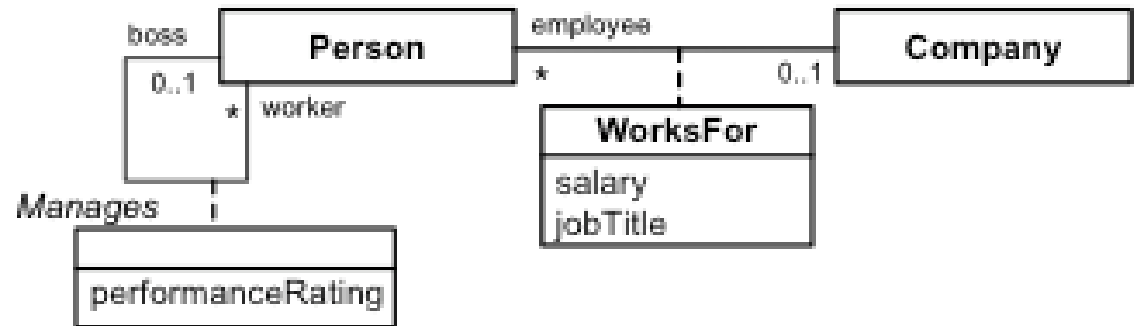 boss
Person
employee
Company
0..1
*
0..1
* worker
WorksFor
salary
jobTitle
Manages
performanceRating